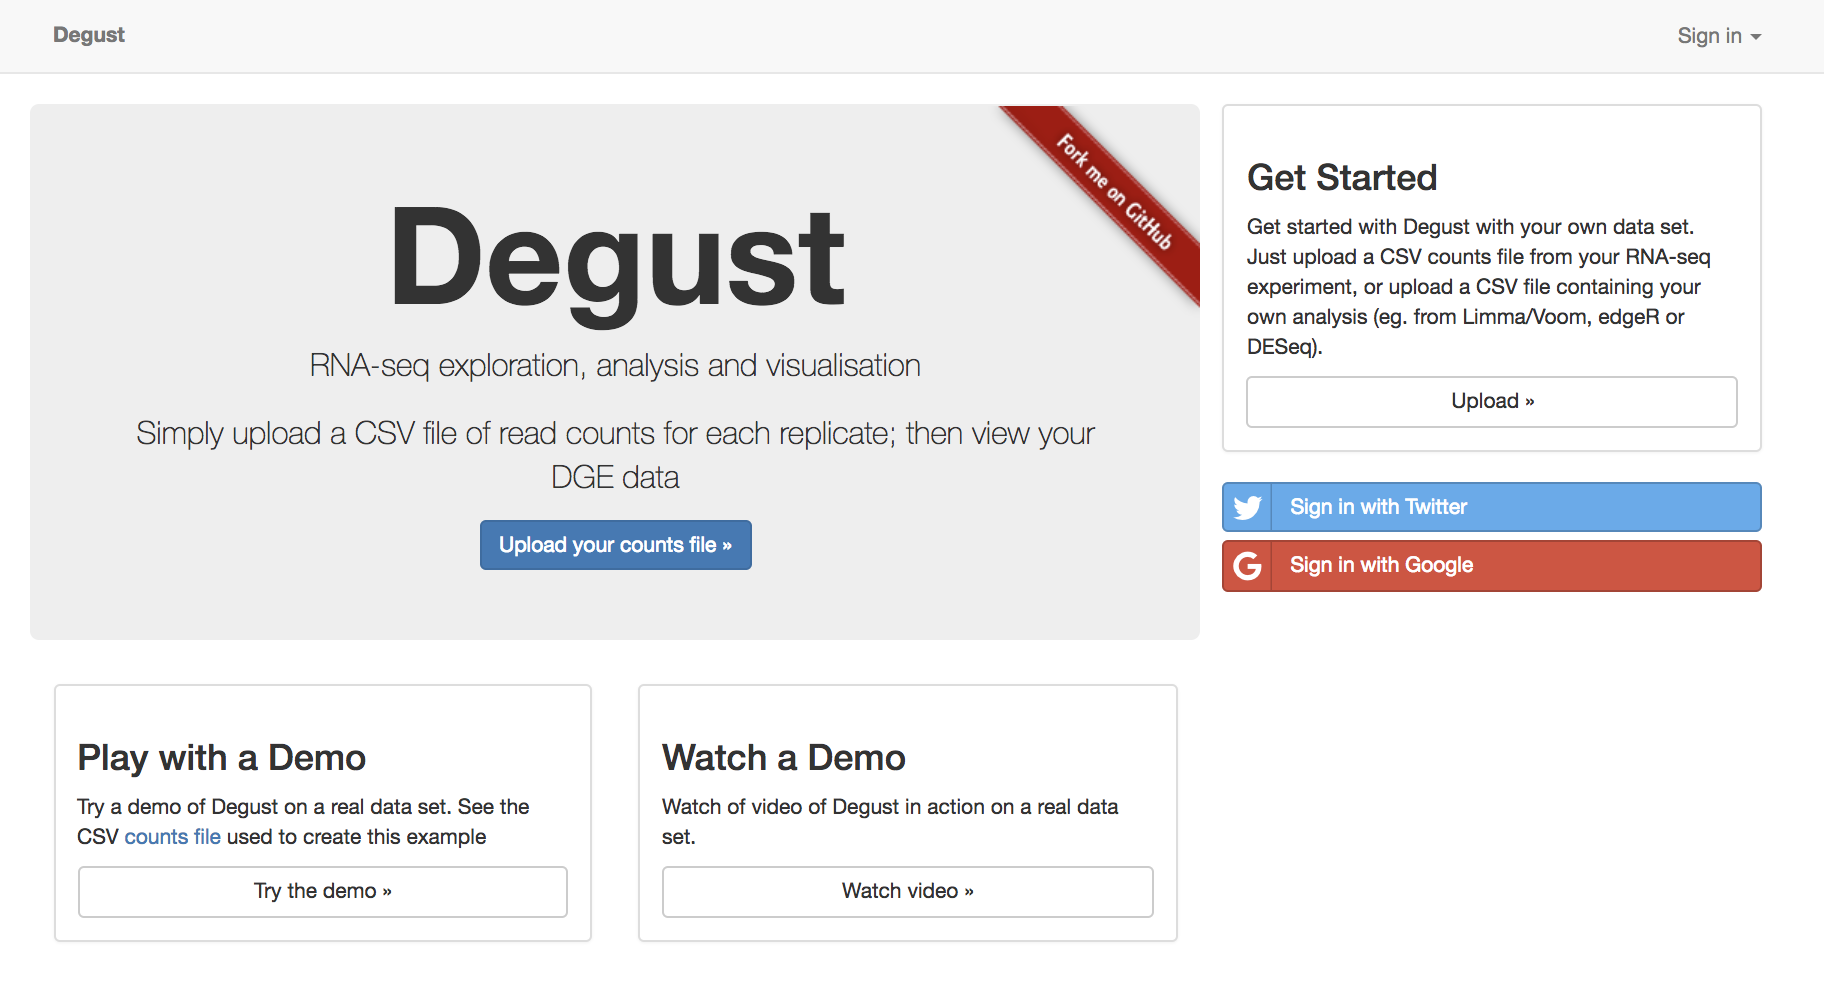 Degust
Sign in
Fork me on GitHub
Degust
RNA-seq exploration, analysis and visualisation
Simply upload a CSV file of read counts for each replicate; then view your
DGE data
Upload your counts file »
Get Started
Get started with Degust with your own data set.
Just upload a CSV counts file from your RNA-seq
experiment, or upload a CSV file containing your
own analysis (eg. from Limma/Voom, edgeR or
DESeq).
Upload »
Sign in with Twitter
Sign in with Google
Play with a Demo
Try a demo of Degust on a real data set. See the
CSV counts file used to create this example
Try the demo »
Watch a Demo
Watch of video of Degust in action on a real data
set.
Watch video »